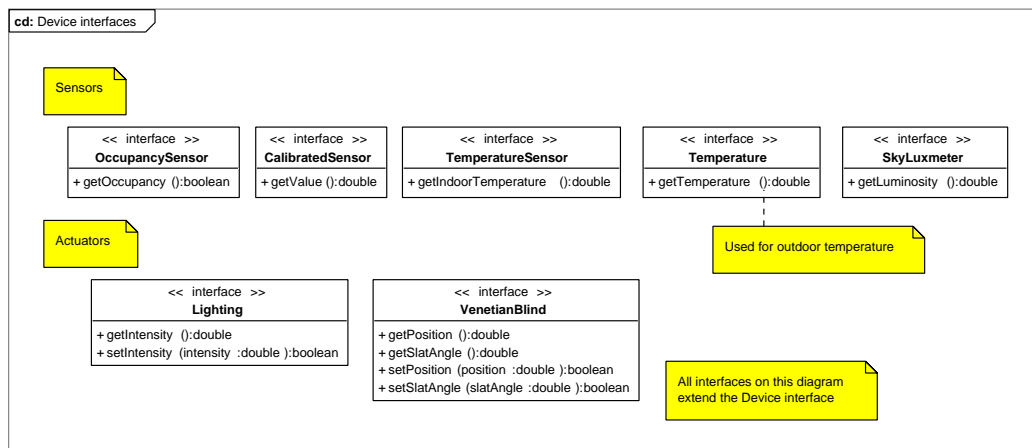 cd: Device interfaces
Sensors
<< interface >>
OccupancySensor
+ getOccupancy ():boolean
<< interface >>
CalibratedSensor
+ getValue ():double
<< interface >>
TemperatureSensor
+ getIndoorTemperature ():double
<< interface >>
Temperature
+ getTemperature ():double
<< interface >>
SkyLuxmeter
+ getLuminosity ():double
Used for outdoor temperature
Actuators
<< interface >>
Lighting
+ getIntensity ():double
+ setIntensity (intensity :double ):boolean
<< interface >>
VenetianBlind
+ getPosition ():double
+ getSlatAngle ():double
+ setPosition (position :double ):boolean
+ setSlatAngle (slatAngle :double ):boolean
All interfaces on this diagram
extend the Device interface